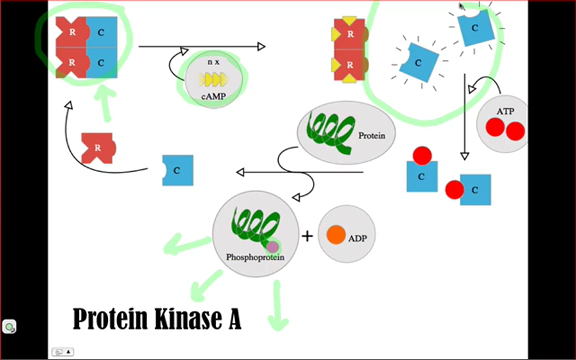 R C
R C
n x
cAMP
R
R
C
C
ATP
Protein
R
C
C
C
Phosphoprotein
+
ADP
Protein Kinase A